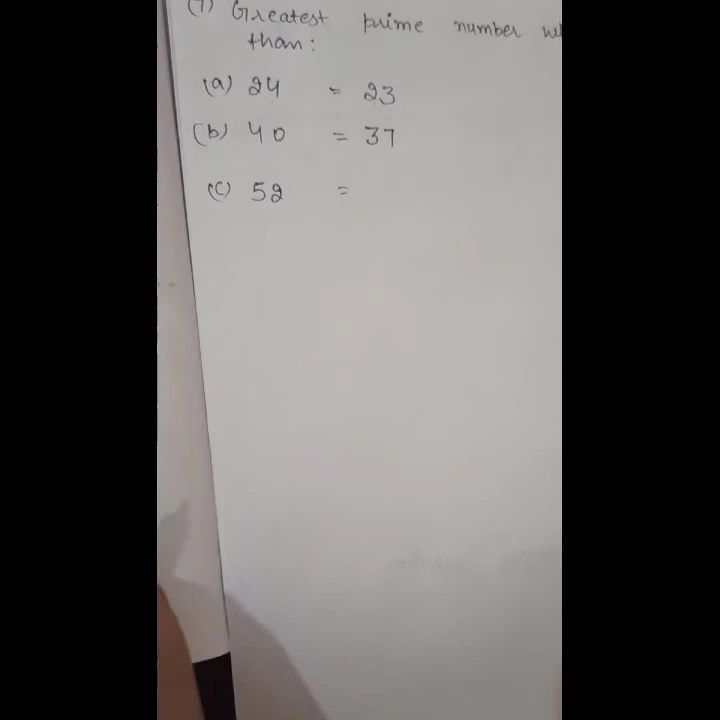 (7) Greatest prime number
than:
(a) 24 = 23
(b) 40 = 37
(c) 52 =